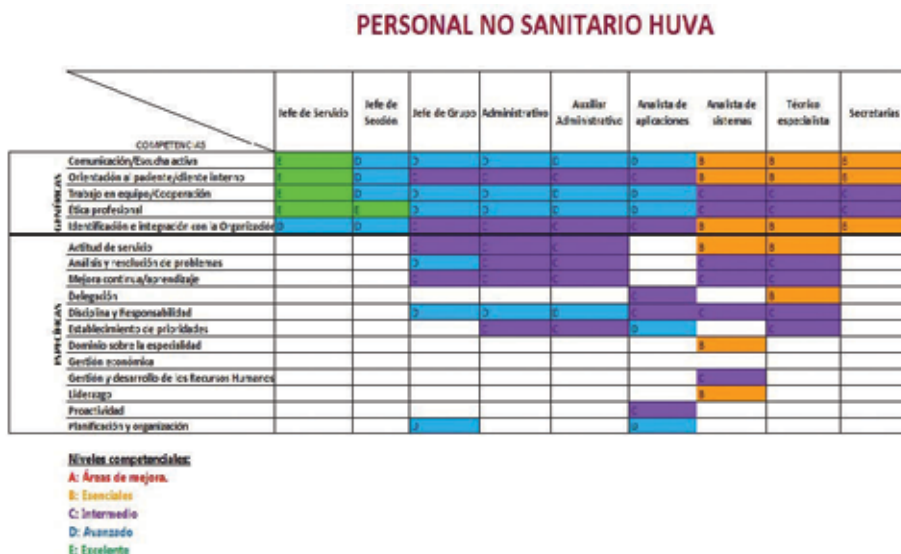 PERSONAL NO SANITARIO HUVA
COMPETENCIAS Jefe de Servicio Jefe de Sección Jefe de Grupo Administrativo Auxiliar Administrativo Analista de aplicaciones Analista de sistemas Técnico especialista Secretarias
GENÉRICAS
Comunicación/Escucha activa E D D D D D B B B
Orientación al paciente/cliente interno E D C C C C B B B
Trabajo en equipo/Cooperación E D D D D D C C C
Ética profesional E E D D D D C C C
Identificación e integración con la Organización D D C C C C B B B
ESPECÍFICAS
Actitud de servicio C C C B B
Análisis y resolución de problemas D C C C C
Mejora continua/aprendizaje C C C C C
Delegación C B
Disciplina y Responsabilidad D D D C C C
Establecimiento de prioridades C C D C
Dominio sobre la especialidad B
Gestión económica
Gestión y desarrollo de los Recursos Humanos C
Liderazgo B
Proactividad C
Planificación y organización D D
Niveles competenciales:
A: Áreas de mejora.
B: Esenciales
C: Intermedio
D: Avanzado
E: Excelente